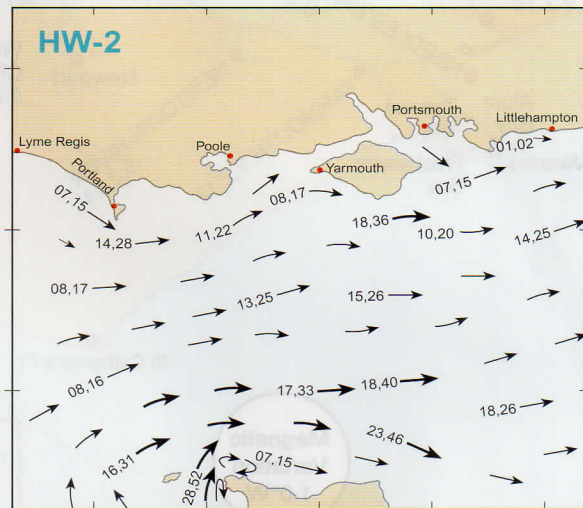 HW-2
Portsmouth
Littlehampton
01,02
Lyme Regis
Poole
Yarmouth
Portland
07,15
08,17
07,15
18,36
11,22
14,28
10,20
14,25
08,17
13,25
15,26
08,16
17,33
18,40
18,26
23,46
16,31
07,15
28,52
Magnetic